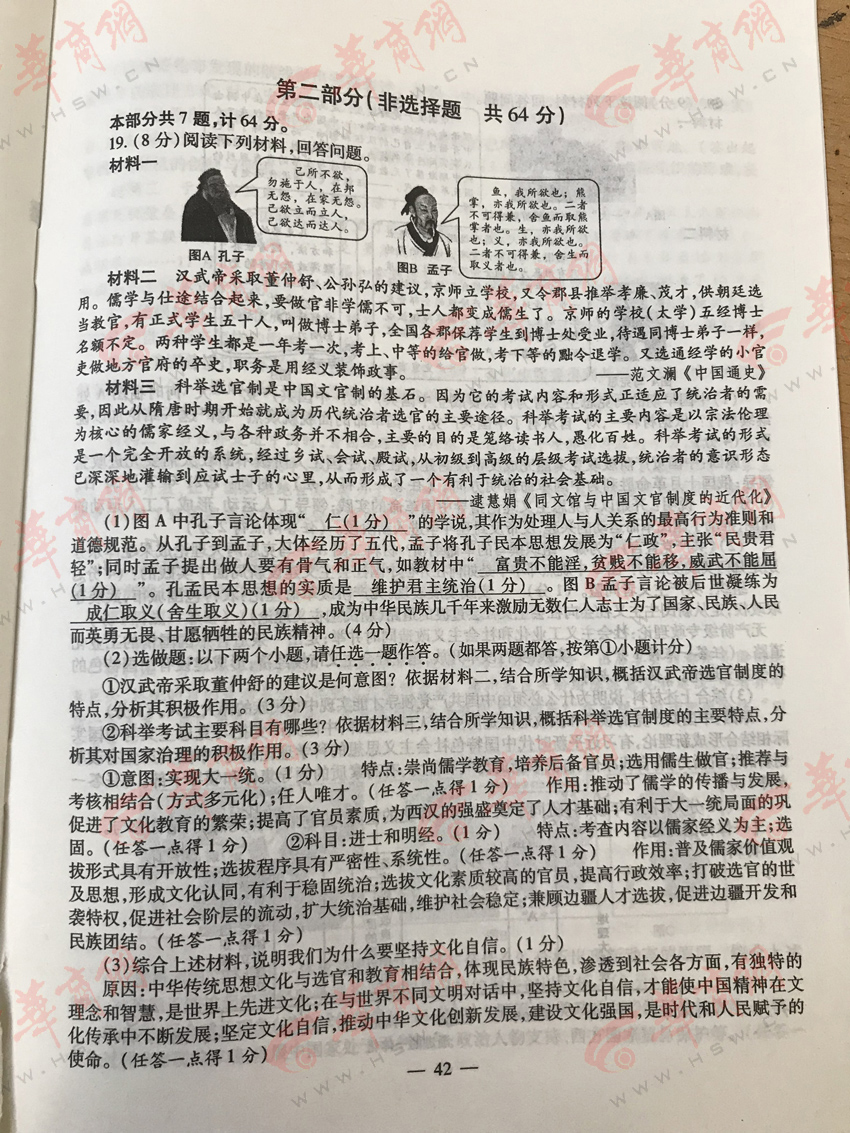 第二部分(非选择题 共64分)
本部分共7题,计64分。
19.(8分)阅读下列材料,回答问题。
材料一
己所不欲,
勿施于人,在邦
无怨,在家无怨。
己欲立而立人,
己欲达而达人。
图A 孔子
鱼,我所欲也;熊
掌,亦我所欲也。二者
不可得兼,舍鱼而取熊
掌者也。生,亦我所欲
也;义,亦我所欲也。
二者不可得兼,舍生而
取义者也。
图B 孟子
材料二 汉武帝采取董仲舒、公孙弘的建议,京师立学校,又令郡县推举孝廉、茂才,供朝廷选
用。儒学与仕途结合起来,要做官非学儒不可,士人都变成儒生了。京师的学校(太学)五经博士
当教官,有正式学生五十人,叫做博士弟子,全国各郡保荐学生到博士处受业,待遇同博士弟子一样,
名额不定。两种学生都是一年考一次,考上、中等的给官做,考下等的黜令退学。又选通经学的小官
吏做地方官府的卒史,职务是用经义装饰政事。 ——范文澜《中国通史》
材料三 科举选官制是中国文官制的基石。因为它的考试内容和形式正适应了统治者的需
要,因此从隋唐时期开始就成为历代统治者选官的主要途径。科举考试的主要内容是以宗法伦理
为核心的儒家经义,与各种政务并不相合,主要的目的是笼络读书人,愚化百姓。科举考试的形式
是一个完全开放的系统,经过乡试、会试、殿试,从初级到高级的层级考试选拔,统治者的意识形态
已深深地灌输到应试士子的心里,从而形成了一个有利于统治的社会基础。
——逯慧娟《同文馆与中国文官制度的近代化》
(1)图A中孔子言论体现“ 仁(1分) ”的学说,其作为处理人与人关系的最高行为准则和
道德规范。从孔子到孟子,大体经历了五代,孟子将孔子民本思想发展为“仁政”,主张“民贵君
轻”;同时孟子提出做人要有骨气和正气,如教材中“ 富贵不能淫,贫贱不能移,威武不能屈
(1分) ”。孔孟民本思想的实质是 维护君主统治(1分) 。图B孟子言论被后世凝练为
成仁取义(舍生取义)(1分) ,成为中华民族几千年来激励无数仁人志士为了国家、民族、人民
而英勇无畏、甘愿牺牲的民族精神。(4分)
(2)选做题:以下两个小题,请任选一题作答。(如果两题都答,按第①小题计分)
①汉武帝采取董仲舒的建议是何意图?依据材料二,结合所学知识,概括汉武帝选官制度的
特点,分析其积极作用。(3分)
②科举考试主要科目有哪些?依据材料三,结合所学知识,概括科举选官制度的主要特点,分
析其对国家治理的积极作用。(3分)
①意图:实现大一统。(1分) 特点:崇尚儒学教育,培养后备官员;选用儒生做官;推荐与
考核相结合(方式多元化);任人唯才。(任答一点得1分) 作用:推动了儒学的传播与发展,
促进了文化教育的繁荣;提高了官员素质,为西汉的强盛奠定了人才基础;有利于大一统局面的巩
固。(任答一点得1分) ②科目:进士和明经。(1分) 特点:考查内容以儒家经义为主;选
拔形式具有开放性;选拔程序具有严密性、系统性。(任答一点得1分) 作用:普及儒家价值观
及思想,形成文化认同,有利于稳固统治;选拔文化素质较高的官员,提高行政效率;打破选官的世
袭特权,促进社会阶层的流动,扩大统治基础,维护社会稳定;兼顾边疆人才选拔,促进边疆开发和
民族团结。(任答一点得1分)
(3)综合上述材料,说明我们为什么要坚持文化自信。(1分)
原因:中华传统思想文化与选官和教育相结合,体现民族特色,渗透到社会各方面,有独特的
理念和智慧,是世界上先进文化;在与世界不同文明对话中,坚持文化自信,才能使中国精神在文
化传承中不断发展;坚定文化自信,推动中华文化创新发展,建设文化强国,是时代和人民赋予的
使命。(任答一点得1分)
— 42 —
华商网
WWW.HSW.CN